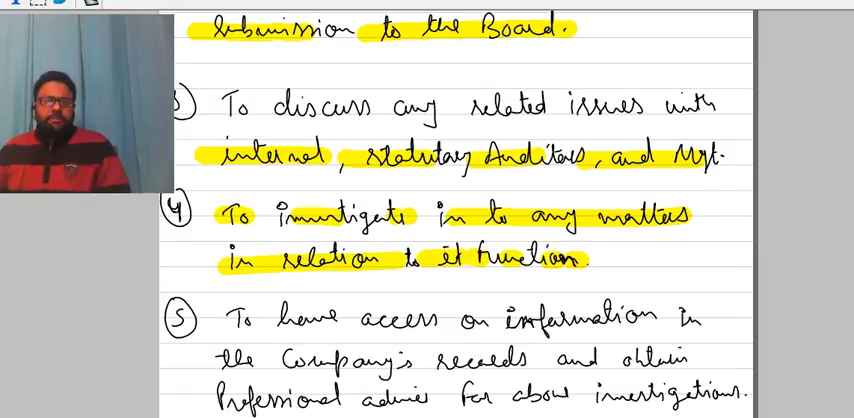 Submission to the Board.
3) To discuss any related issues with
internal, statutory Auditors, and Mgt.
4) To investigate in to any matters
in relation to it function.
5) To have access on information in
the Company's records and obtain
Professional advice for above investigations.